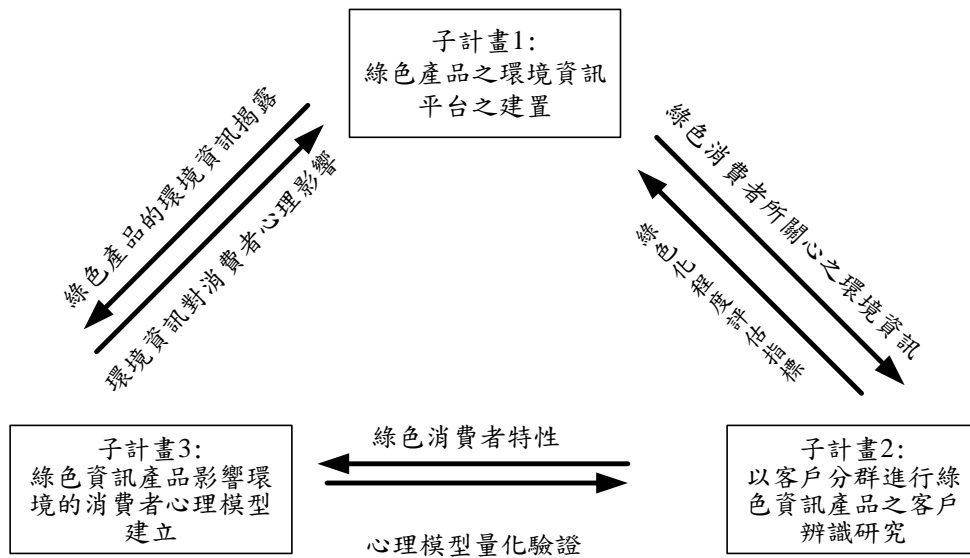 子計畫1:
綠色產品之環境資訊
平台之建置
綠色產品的環境資訊揭露
環境資訊對消費者心理影響
綠色消費者所關心之環境資訊
綠色化程度評估指標
子計畫3:
綠色資訊產品影響環
境的消費者心理模型
建立
綠色消費者特性
心理模型量化驗證
子計畫2:
以客戶分群進行綠
色資訊產品之客戶
辨識研究